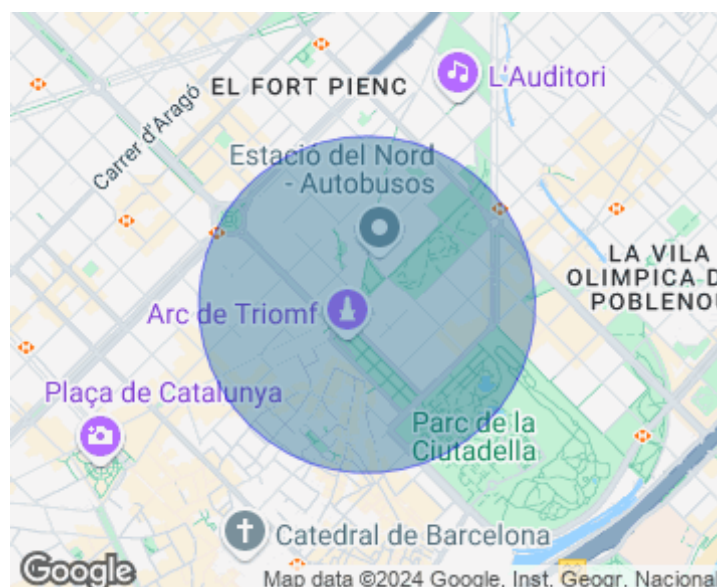 EL FORT PIENC
L'Auditori
Carrer d'Aragó
Estació del Nord
- Autobusos
LA VILA
OLIMPICA D
POBLENOU
Arc de Triomf
Plaça de Catalunya
Parc de la
Ciutadella
Catedral de Barcelona
Google
Map data ©2024 Google, Inst. Geogr. Nacional